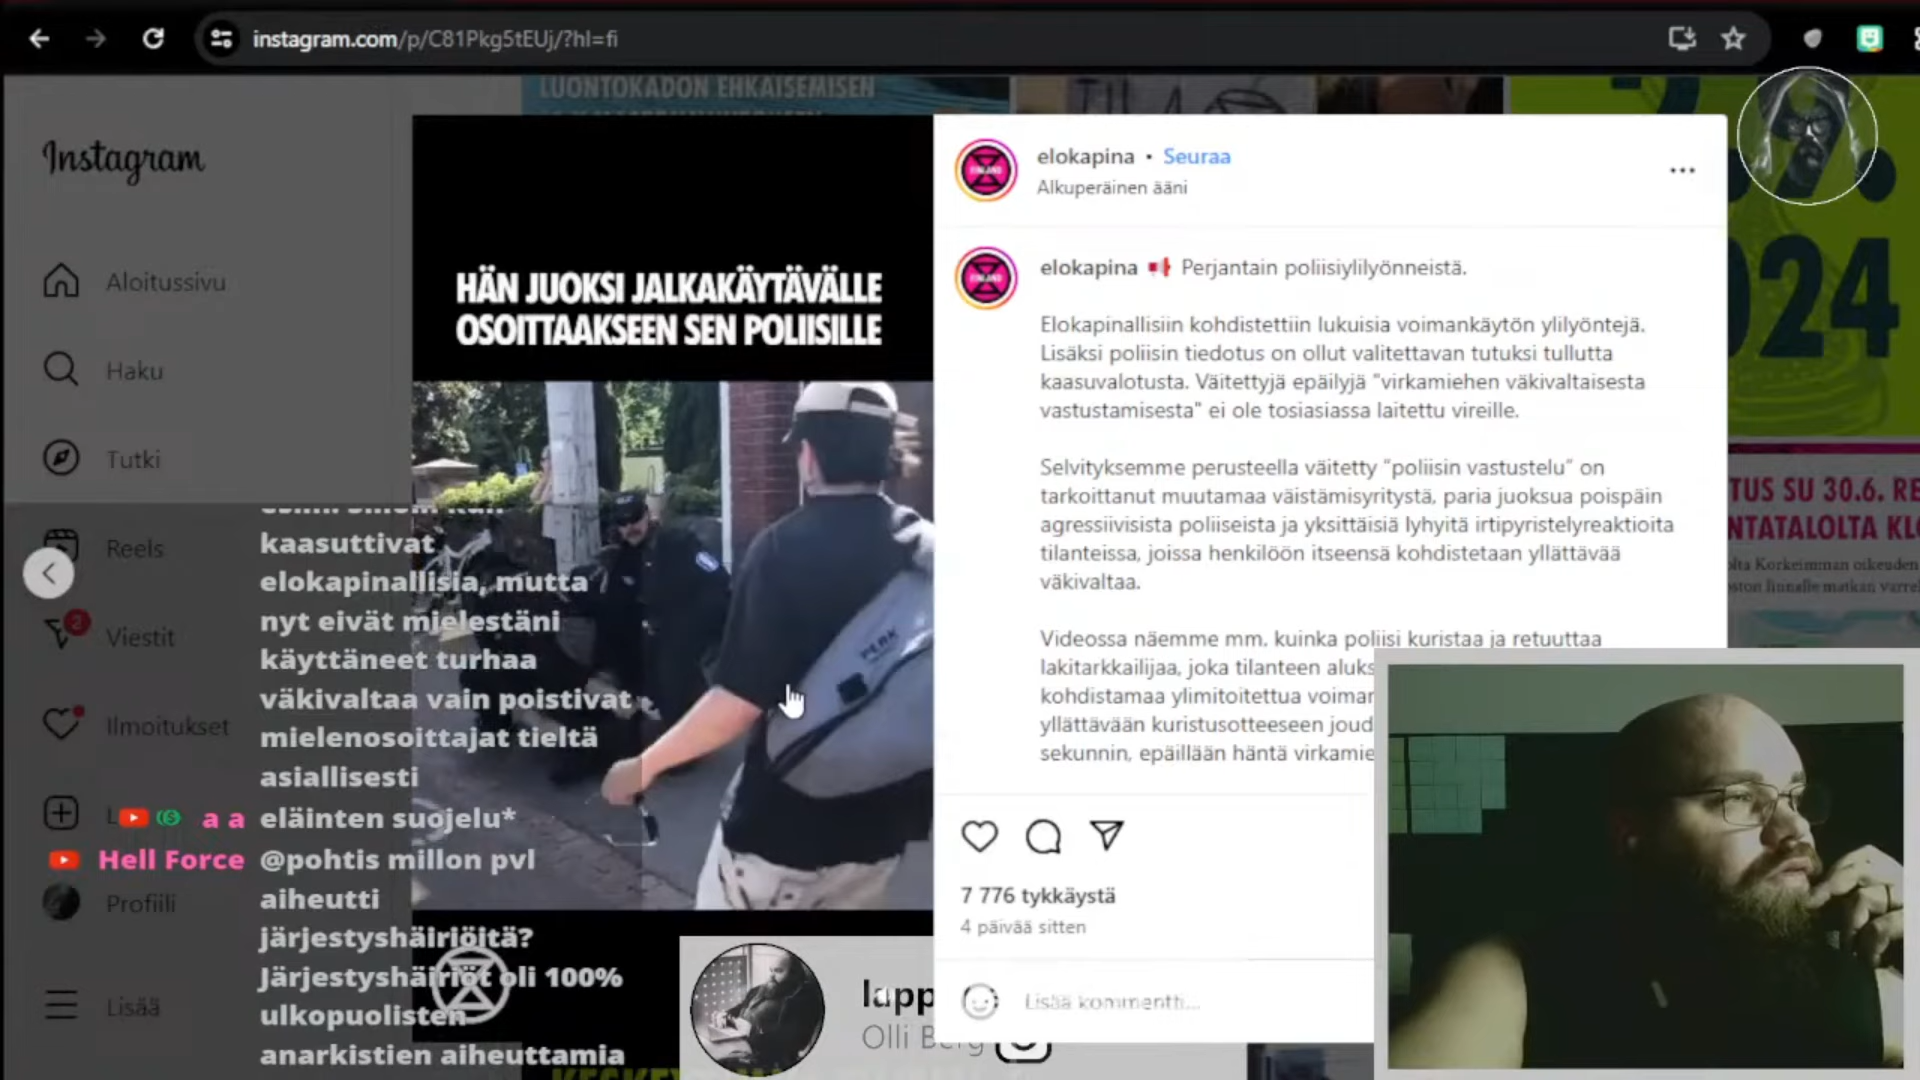 instagram.com/p/C81Pkg5tEUj/?hl=fi
LUONTOKADON EHKÄISEMISEN
Instagram
Aloitussivu
Haku
Tutki
Reels
Viestit
2
Ilmoitukset
Profiili
Lisää
HÄN JUOKSI JALKAKÄYTÄVÄLLE
OSOITTAAKSEEN SEN POLIISILLE
elokapina • Seuraa
Alkuperäinen ääni
elokapina Perjantain poliisiylilyönneistä.
Elokapinallisiin kohdistettiin lukuisia voimankäytön ylilyöntejä.
Lisäksi poliisin tiedotus on ollut valitettavan tutuksi tullutta
kaasuvalotusta. Väitettyjä epäilyjä "virkamiehen väkivaltaisesta
vastustamisesta" ei ole tosiasiassa laitettu vireille.
Selvityksemme perusteella väitetty "poliisin vastustelu" on
tarkoittanut muutamaa väistämisyritystä, paria juoksua poispäin
agressiivisista poliiseista ja yksittäisiä lyhyitä irtipyristelyreaktioita
tilanteissa, joissa henkilöön itseensä kohdistetaan yllättävää
väkivaltaa.
Videossa näemme mm. kuinka poliisi kuristaa ja retuuttaa
lakitarkkailijaa, joka tilanteen aluks
kohdistamaa ylimitoitettua voimar
yllättävään kuristusotteeseen joud
sekunnin, epäillään häntä virkamie
7 776 tykkäystä
4 päivää sitten
Lisää kommentti...
024
TUS SU 30.6. RE
NTATALOLTA KL
olta Korkeimman oikeuden
ston linnalle matkan varre
kaasuttivat
elokapinallisia, mutta
nyt eivät mielestäni
käyttäneet turhaa
väkivaltaa vain poistivat
mielenosoittajat tieltä
asiallisesti
a a eläinten suojelu*
Hell Force @pohtis millon pvl
aiheutti
järjestyshäiriöitä?
Järjestyshäiriöt oli 100%
ulkopuolisten
anarkistien aiheuttamia
lapp
Olli Berg